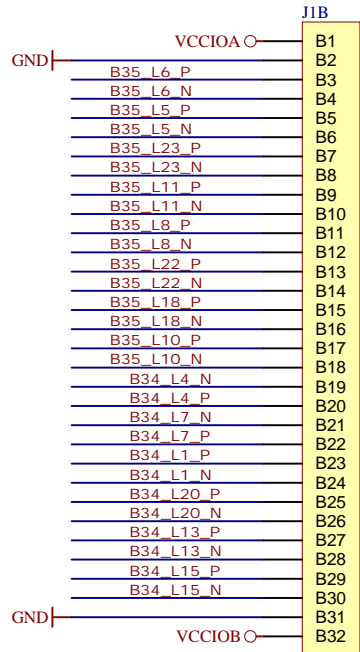 J1B
VCCIOA B1
GND B2
B35_L6_P B3
B35_L6_N B4
B35_L5_P B5
B35_L5_N B6
B35_L23_P B7
B35_L23_N B8
B35_L11_P B9
B35_L11_N B10
B35_L8_P B11
B35_L8_N B12
B35_L22_P B13
B35_L22_N B14
B35_L18_P B15
B35_L18_N B16
B35_L10_P B17
B35_L10_N B18
B34_L4_N B19
B34_L4_P B20
B34_L7_N B21
B34_L7_P B22
B34_L1_P B23
B34_L1_N B24
B34_L20_P B25
B34_L20_N B26
B34_L13_P B27
B34_L13_N B28
B34_L15_P B29
B34_L15_N B30
GND B31
VCCIOB B32